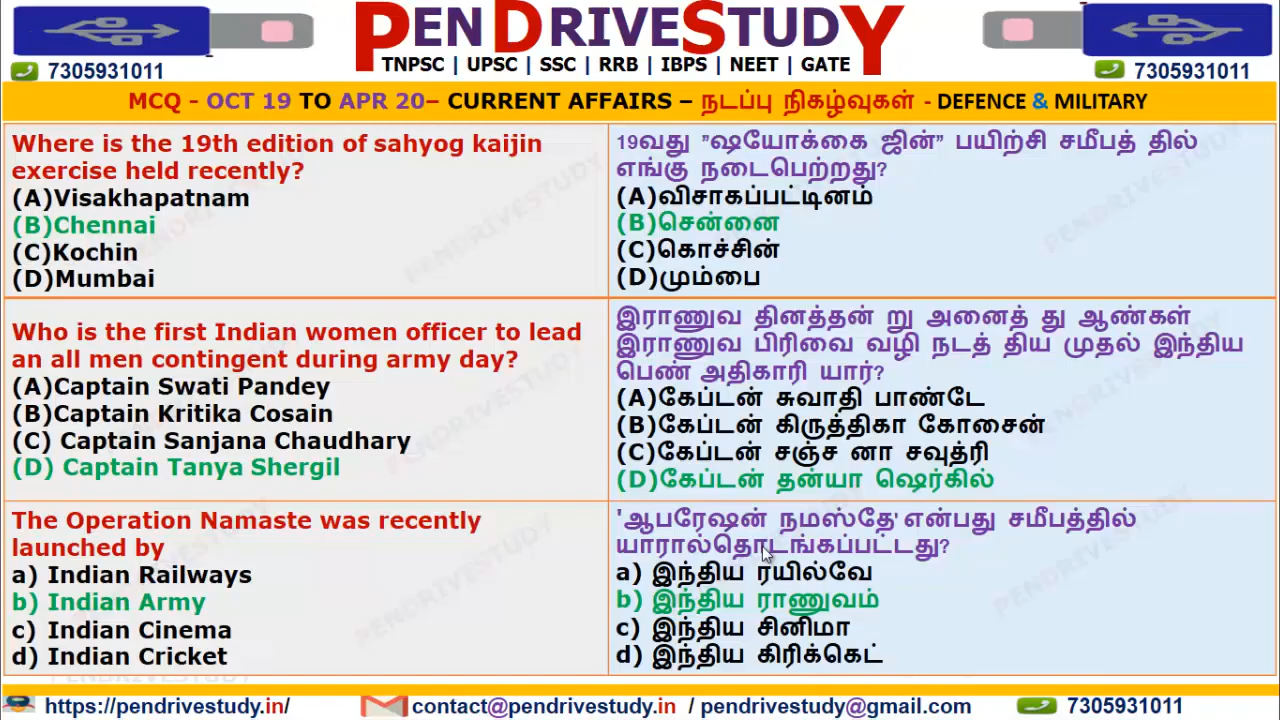 PENDRIVESTUDY
TNPSC | UPSC | SSC | RRB | IBPS | NEET | GATE
7305931011
7305931011
MCQ - OCT 19 TO APR 20– CURRENT AFFAIRS – நடப்பு நிகழ்வுகள் - DEFENCE & MILITARY
Where is the 19th edition of sahyog kaijin
exercise held recently?
(A)Visakhapatnam
(B)Chennai
(C)Kochin
(D)Mumbai
19வது ”ஷயோக்கை ஜின்” பயிற்சி சமீபத் தில்
எங்கு நடைபெற்றது?
(A)விசாகப்பட்டினம்
(B)சென்னை
(C)கொச்சின்
(D)மும்பை
Who is the first Indian women officer to lead
an all men contingent during army day?
(A)Captain Swati Pandey
(B)Captain Kritika Cosain
(C) Captain Sanjana Chaudhary
(D) Captain Tanya Shergil
இராணுவ தினத்தன் று அனைத் து ஆண்கள்
இராணுவ பிரிவை வழி நடத் திய முதல் இந்திய
பெண் அதிகாரி யார்?
(A)கேப்டன் சுவாதி பாண்டே
(B)கேப்டன் கிருத்திகா கோசைன்
(C)கேப்டன் சஞ்ச னா சவுத்ரி
(D)கேப்டன் தன்யா ஷெர்கில்
The Operation Namaste was recently
launched by
a) Indian Railways
b) Indian Army
c) Indian Cinema
d) Indian Cricket
'ஆபரேஷன் நமஸ்தே' என்பது சமீபத்தில்
யாரால்தொடங்கப்பட்டது?
a) இந்திய ரயில்வே
b) இந்திய ராணுவம்
c) இந்திய சினிமா
d) இந்திய கிரிக்கெட்
https://pendrivestudy.in/
contact@pendrivestudy.in / pendrivestudy@gmail.com
7305931011